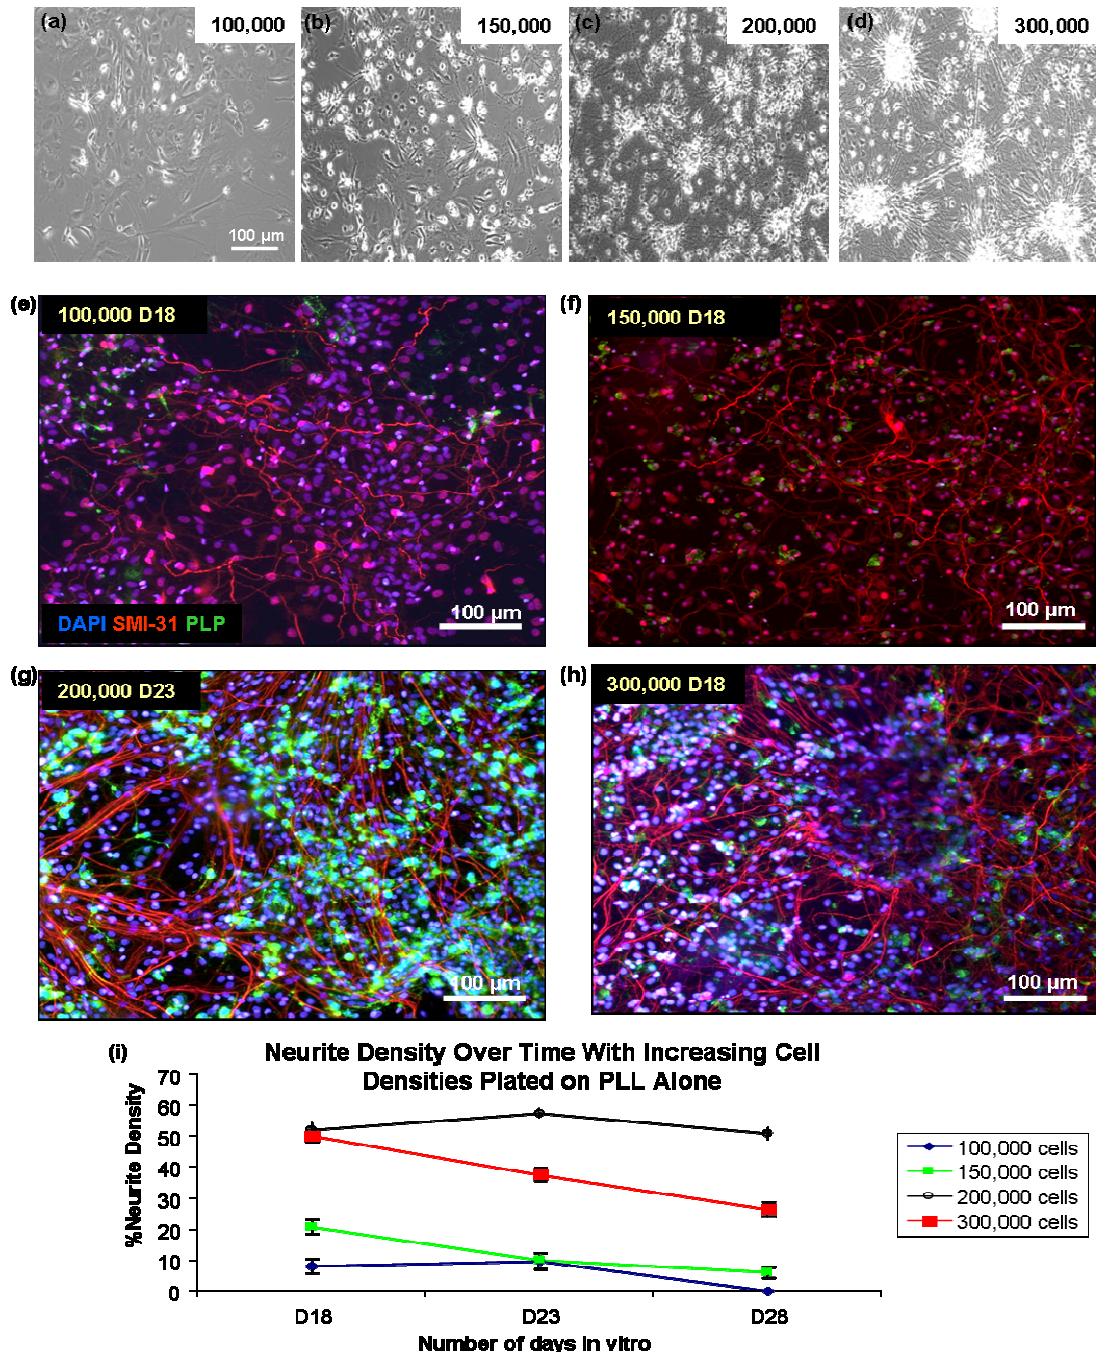 (a) 100,000
(b) 150,000
(c) 200,000
(d) 300,000
100 µm
(e) 100,000 D18
DAPI SMI-31 PLP
100 µm
(f) 150,000 D18
100 µm
(g) 200,000 D23
100 µm
(h) 300,000 D18
100 µm
(i) Neurite Density Over Time With Increasing Cell
Densities Plated on PLL Alone
%Neurite Density
70
60
50
40
30
20
10
0
D18 D23 D28
Number of days in vitro
100,000 cells
150,000 cells
200,000 cells
300,000 cells